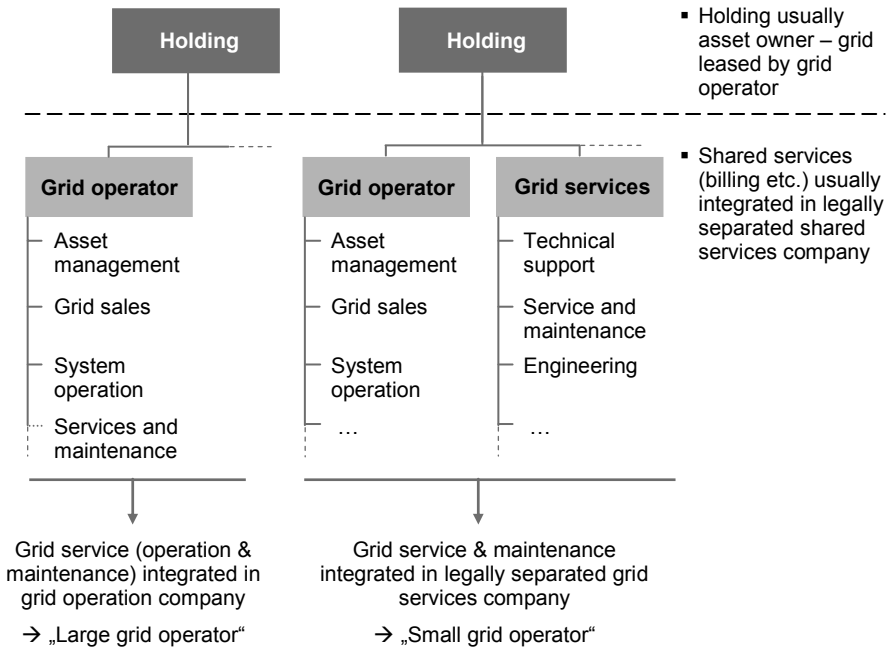 Holding
Holding
▪ Holding usually
asset owner – grid
leased by grid
operator
▪ Shared services
(billing etc.) usually
integrated in legally
separated shared
services company
Grid operator
Asset
management
Grid sales
System
operation
Services and
maintenance
Grid operator
Asset
management
Grid sales
System
operation
…
Grid services
Technical
support
Service and
maintenance
Engineering
…
Grid service (operation &
maintenance) integrated in
grid operation company
→ „Large grid operator“
Grid service & maintenance
integrated in legally separated grid
services company
→ „Small grid operator“